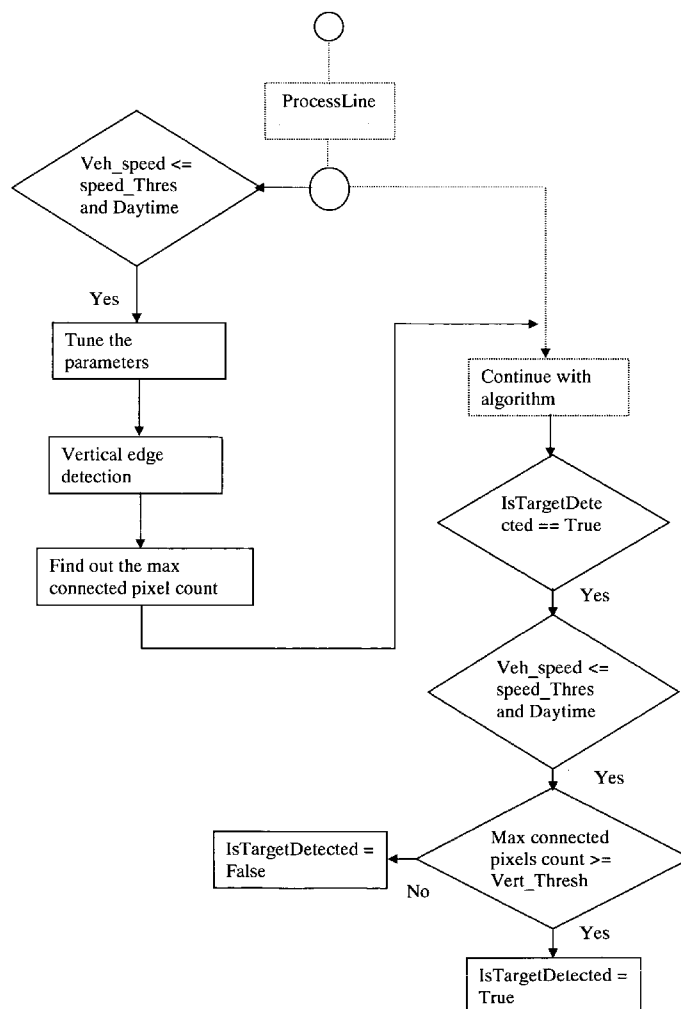 ProcessLine
Veh_speed <=
speed_Thres
and Daytime
Yes
Tune the
parameters
Vertical edge
detection
Find out the max
connected pixel count
Continue with
algorithm
IsTargetDete
cted == True
Yes
Veh_speed <=
speed_Thres
and Daytime
Yes
Max connected
pixels count >=
Vert_Thresh
No
IsTargetDetected =
False
Yes
IsTargetDetected =
True